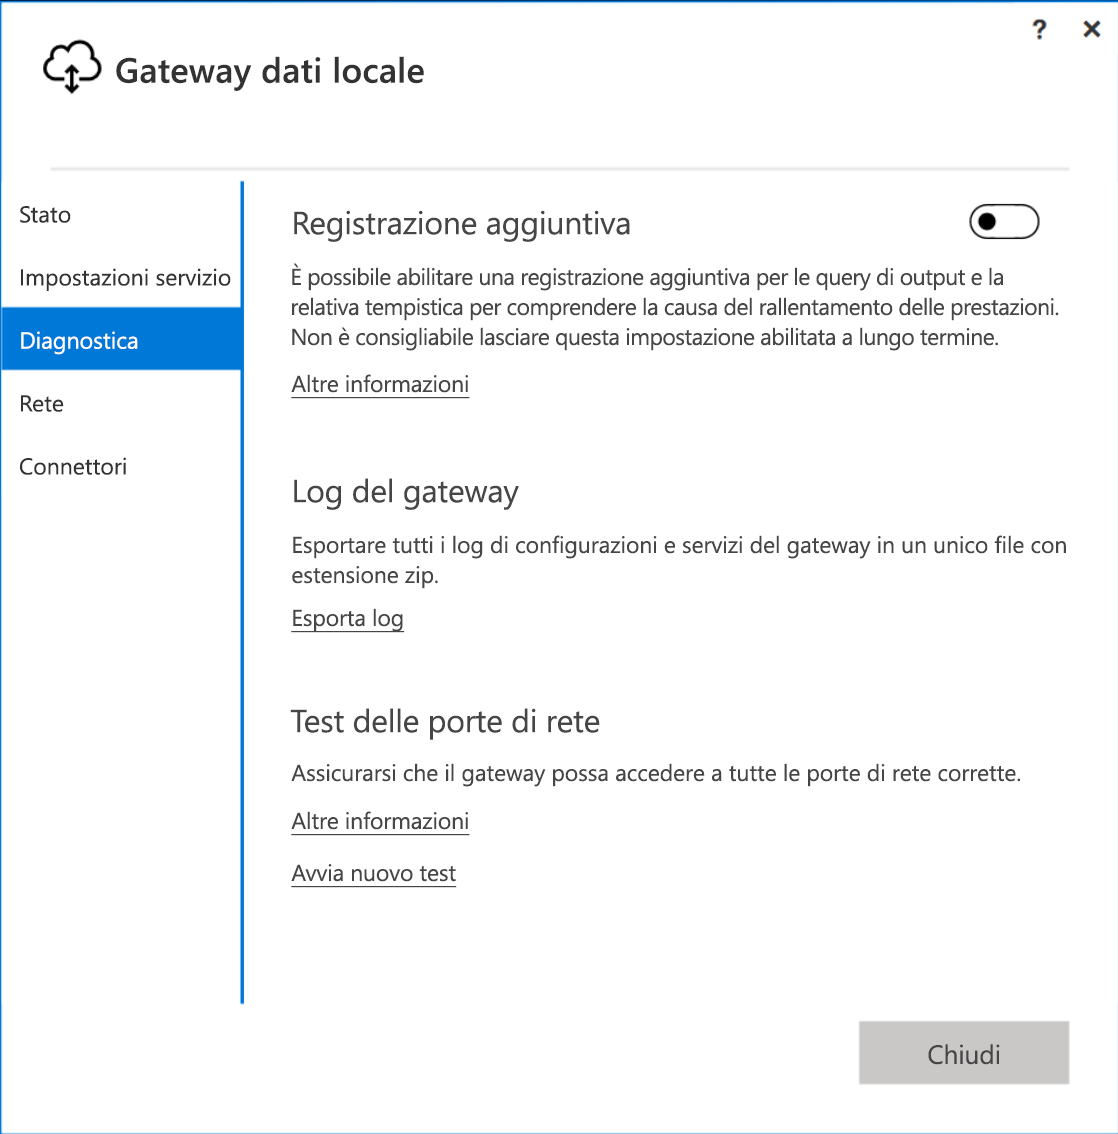 ?
Gateway dati locale
Stato
Impostazioni servizio
Diagnostica
Rete
Connettori
Registrazione aggiuntiva
È possibile abilitare una registrazione aggiuntiva per le query di output e la
relativa tempistica per comprendere la causa del rallentamento delle prestazioni.
Non è consigliabile lasciare questa impostazione abilitata a lungo termine.
Altre informazioni
Log del gateway
Esportare tutti i log di configurazioni e servizi del gateway in un unico file con
estensione zip.
Esporta log
Test delle porte di rete
Assicurarsi che il gateway possa accedere a tutte le porte di rete corrette.
Altre informazioni
Avvia nuovo test
Chiudi